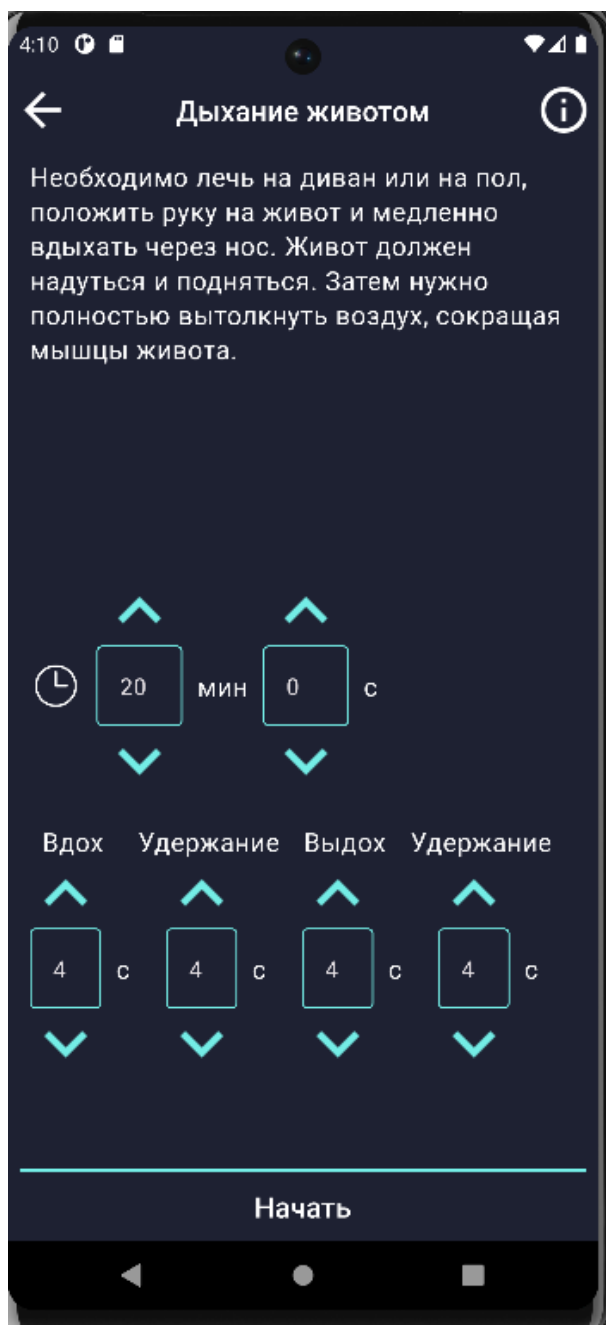 4:10
Дыхание животом
Необходимо лечь на диван или на пол,
положить руку на живот и медленно
вдыхать через нос. Живот должен
надуться и подняться. Затем нужно
полностью вытолкнуть воздух, сокращая
мышцы живота.
20 мин 0 с
Вдох Удержание Выдох Удержание
4 с 4 с 4 с 4 с
Начать